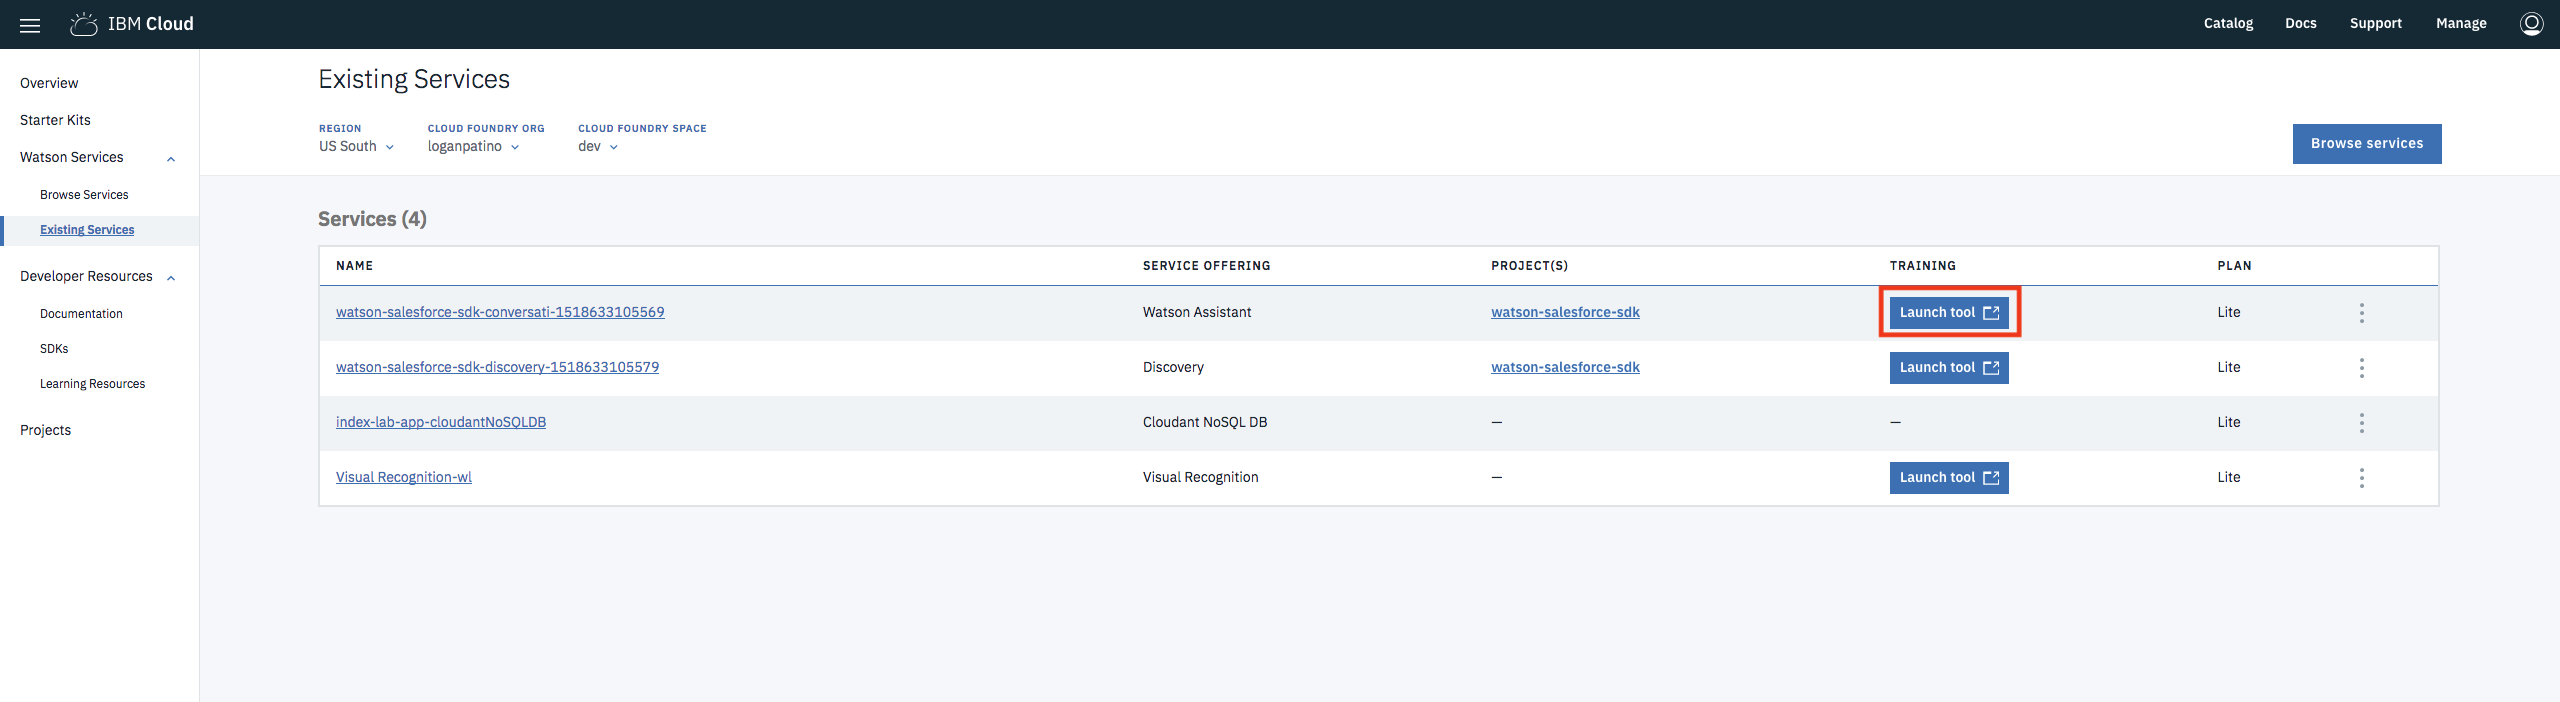 IBM Cloud
Catalog Docs Support Manage
Overview
Starter Kits
Watson Services
Browse Services
Existing Services
Developer Resources
Documentation
SDKs
Learning Resources
Projects
Existing Services
REGION CLOUD FOUNDRY ORG CLOUD FOUNDRY SPACE
US South loganpatino dev
Browse services
Services (4)
NAME SERVICE OFFERING PROJECT(S) TRAINING PLAN
watson-salesforce-sdk-conversati-1518633105569 Watson Assistant watson-salesforce-sdk Launch tool Lite
watson-salesforce-sdk-discovery-1518633105579 Discovery watson-salesforce-sdk Launch tool Lite
index-lab-app-cloudantNoSQLDB Cloudant NoSQL DB — — Lite
Visual Recognition-wl Visual Recognition — Launch tool Lite